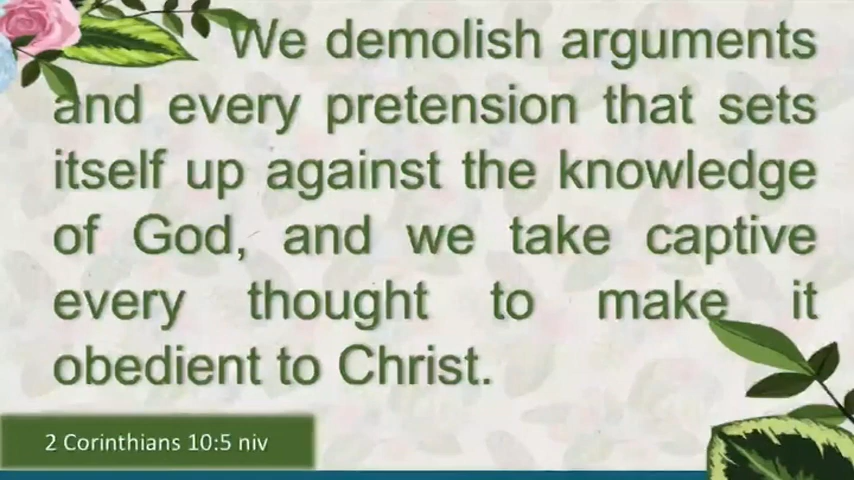 We demolish arguments
and every pretension that sets
itself up against the knowledge
of God, and we take captive
every thought to make it
obedient to Christ.
2 Corinthians 10:5 niv